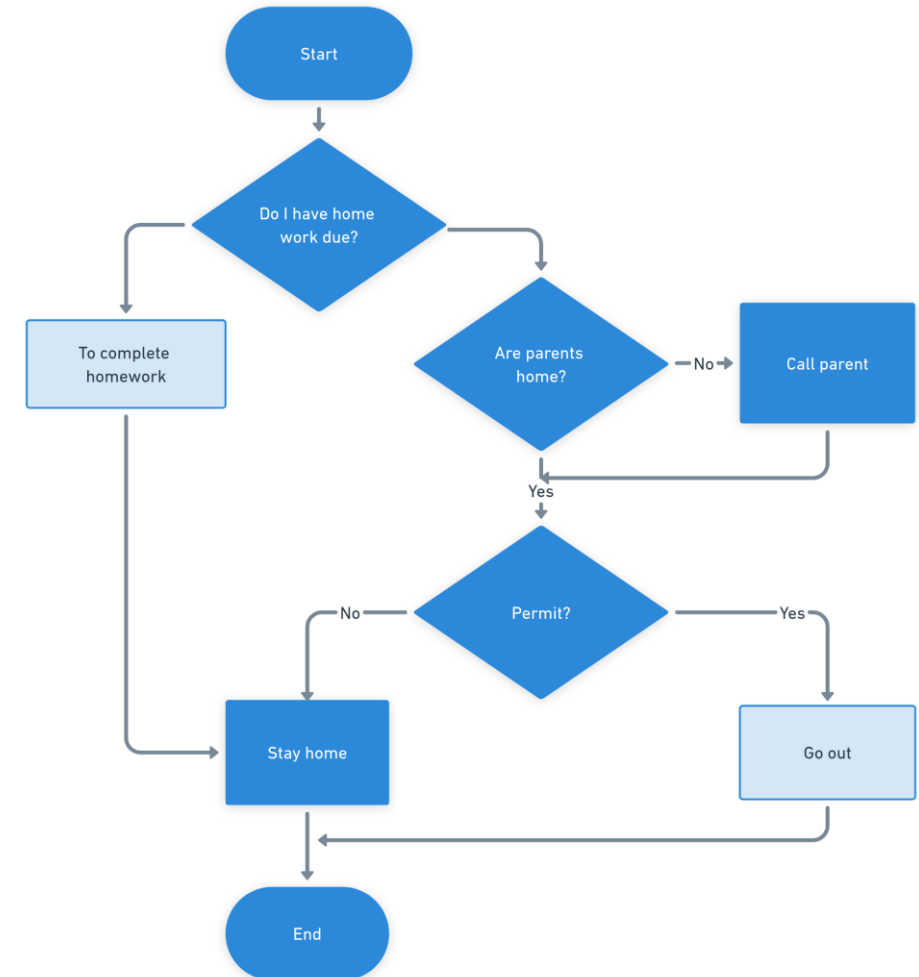 Start
Do I have home
work due?
To complete
homework
Are parents
home?
No
Call parent
Yes
No
Permit?
Yes
Stay home
Go out
End